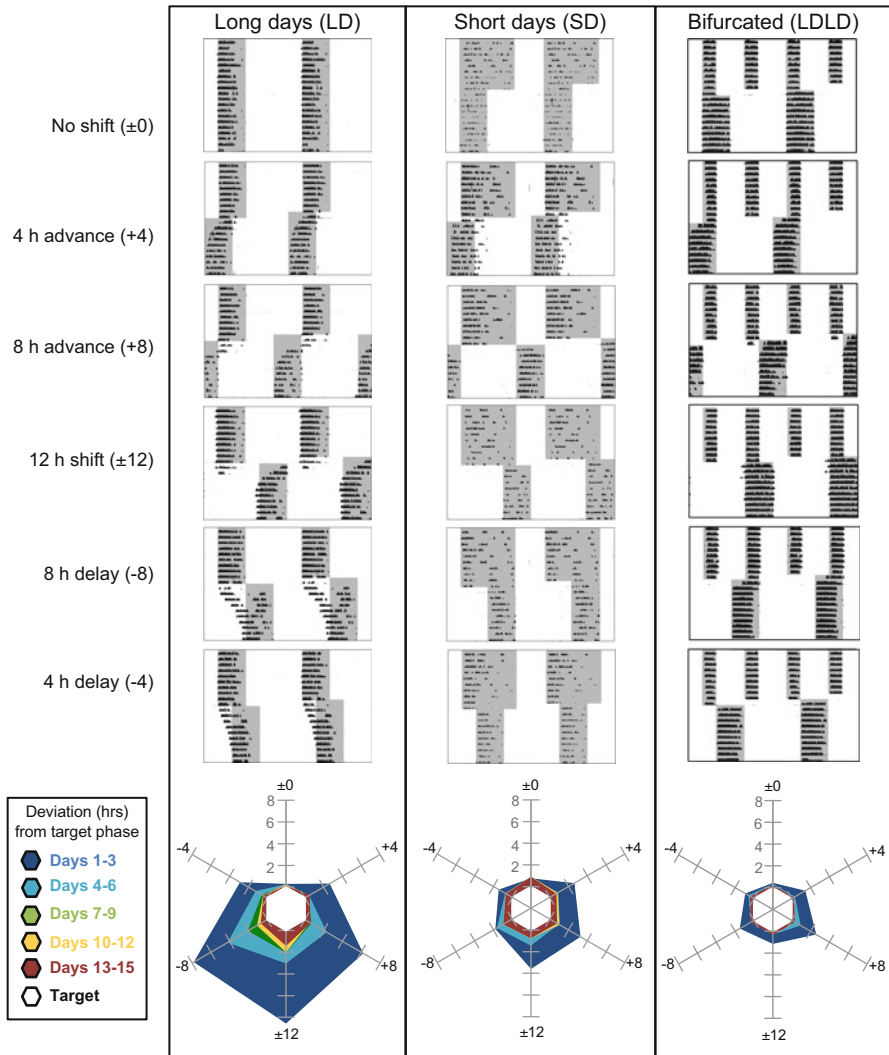 Long days (LD)
Short days (SD)
Bifurcated (LDLD)
No shift (±0)
4 h advance (+4)
8 h advance (+8)
12 h shift (±12)
8 h delay (-8)
4 h delay (-4)
Deviation (hrs)
from target phase
Days 1-3
Days 4-6
Days 7-9
Days 10-12
Days 13-15
Target
±0
8
6
4
2
-4
+4
-8
+8
±12
±0
8
6
4
2
-4
+4
-8
+8
±12
±0
8
6
4
2
-4
+4
-8
+8
±12